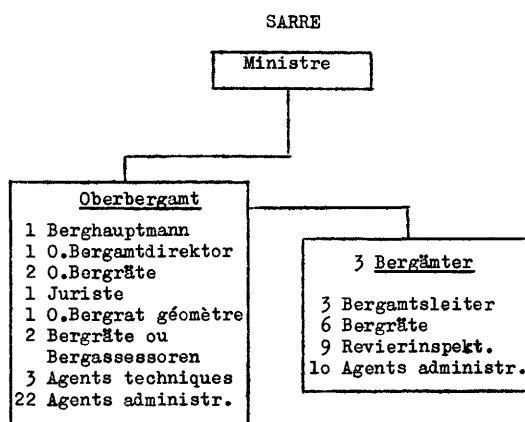 SARRE
Ministre
Oberbergamt
1 Berghauptmann
1 O.Bergamtdirektor
2 O.Bergräte
1 Juriste
1 O.Bergrat géomètre
2 Bergräte ou
Bergassessoren
3 Agents techniques
22 Agents administr.
3 Bergämter
3 Bergamtsleiter
6 Bergräte
9 Revierinspekt.
1o Agents administr.